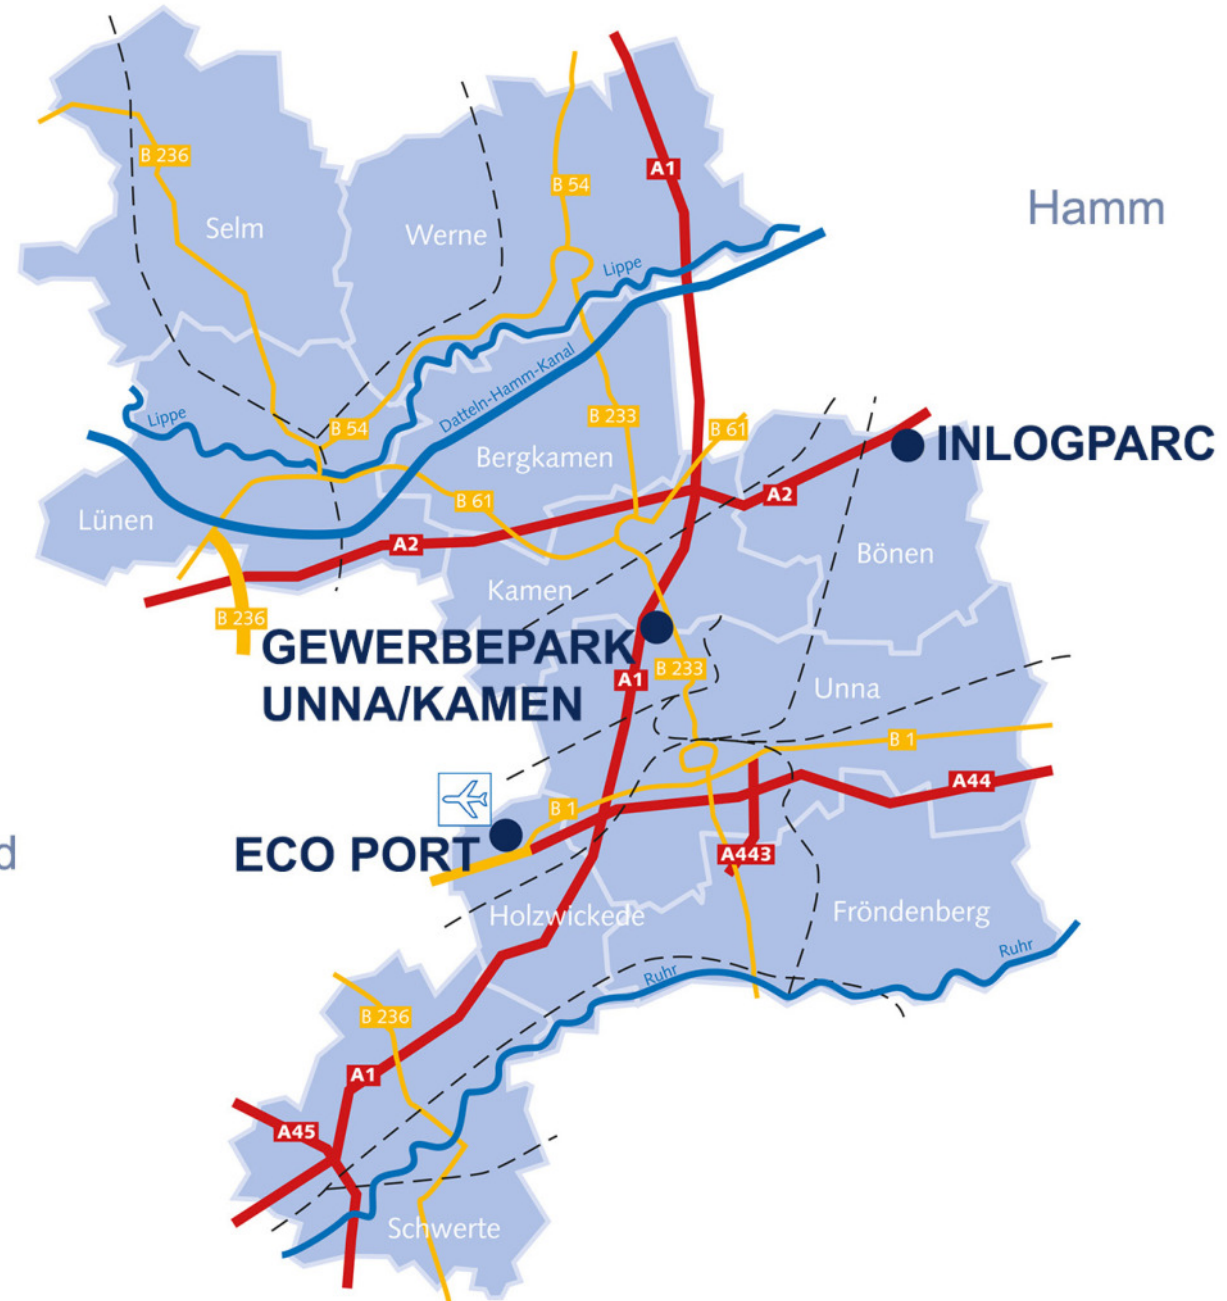 B 236
A1
B 54
Hamm
Selm
Werne
Lippe
Datteln-Hamm-Kanal
Lippe
B 54
B 233
B 61
INLOGPARC
Bergkamen
A2
B 61
Lünen
A2
Bönen
Kamen
B 236
GEWERBEPARK
UNNA/KAMEN
B 233
A1
Unna
B 1
A44
B 1
ECO PORT
d
A443
Holzwickede
Fröndenberg
Ruhr
Ruhr
B 236
A1
A45
Schwerte